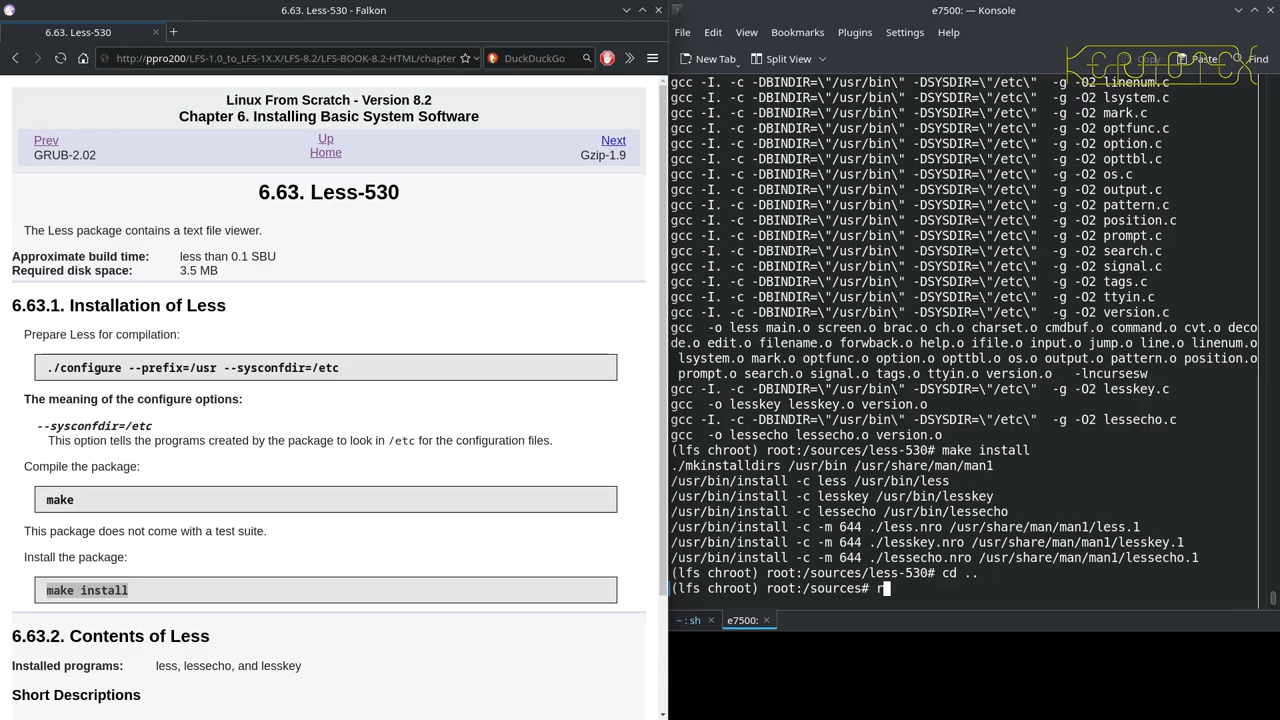 6.63. Less-530 - Falkon
6.63. Less-530
http://ppro200/LFS-1.0_to_LFS-1X.X/LFS-8.2/LFS-BOOK-8.2-HTML/chapter
DuckDuckGo
Linux From Scratch - Version 8.2
Chapter 6. Installing Basic System Software
Prev
Up
Next
GRUB-2.02
Home
Gzip-1.9
6.63. Less-530
The Less package contains a text file viewer.
Approximate build time: less than 0.1 SBU
Required disk space: 3.5 MB
6.63.1. Installation of Less
Prepare Less for compilation:
./configure --prefix=/usr --sysconfdir=/etc
The meaning of the configure options:
--sysconfdir=/etc
This option tells the programs created by the package to look in /etc for the configuration files.
Compile the package:
make
This package does not come with a test suite.
Install the package:
make install
6.63.2. Contents of Less
Installed programs: less, lessecho, and lesskey
Short Descriptions
e7500: — Konsole
File Edit View Bookmarks Plugins Settings Help
New Tab Split View Copy Paste Find
gcc -I. -c -DBINDIR=\"/usr/bin\" -DSYSDIR=\"/etc\"  -g -O2 linenum.c
gcc -I. -c -DBINDIR=\"/usr/bin\" -DSYSDIR=\"/etc\"  -g -O2 lsystem.c
gcc -I. -c -DBINDIR=\"/usr/bin\" -DSYSDIR=\"/etc\"  -g -O2 mark.c
gcc -I. -c -DBINDIR=\"/usr/bin\" -DSYSDIR=\"/etc\"  -g -O2 optfunc.c
gcc -I. -c -DBINDIR=\"/usr/bin\" -DSYSDIR=\"/etc\"  -g -O2 option.c
gcc -I. -c -DBINDIR=\"/usr/bin\" -DSYSDIR=\"/etc\"  -g -O2 opttbl.c
gcc -I. -c -DBINDIR=\"/usr/bin\" -DSYSDIR=\"/etc\"  -g -O2 os.c
gcc -I. -c -DBINDIR=\"/usr/bin\" -DSYSDIR=\"/etc\"  -g -O2 output.c
gcc -I. -c -DBINDIR=\"/usr/bin\" -DSYSDIR=\"/etc\"  -g -O2 pattern.c
gcc -I. -c -DBINDIR=\"/usr/bin\" -DSYSDIR=\"/etc\"  -g -O2 position.c
gcc -I. -c -DBINDIR=\"/usr/bin\" -DSYSDIR=\"/etc\"  -g -O2 prompt.c
gcc -I. -c -DBINDIR=\"/usr/bin\" -DSYSDIR=\"/etc\"  -g -O2 search.c
gcc -I. -c -DBINDIR=\"/usr/bin\" -DSYSDIR=\"/etc\"  -g -O2 signal.c
gcc -I. -c -DBINDIR=\"/usr/bin\" -DSYSDIR=\"/etc\"  -g -O2 tags.c
gcc -I. -c -DBINDIR=\"/usr/bin\" -DSYSDIR=\"/etc\"  -g -O2 ttyin.c
gcc -I. -c -DBINDIR=\"/usr/bin\" -DSYSDIR=\"/etc\"  -g -O2 version.c
gcc  -o less main.o screen.o brac.o ch.o charset.o cmdbuf.o command.o cvt.o deco
de.o edit.o filename.o forwback.o help.o ifile.o input.o jump.o line.o linenum.o
 lsystem.o mark.o optfunc.o option.o opttbl.o os.o output.o pattern.o position.o
 prompt.o search.o signal.o tags.o ttyin.o version.o   -lncursesw
gcc -I. -c -DBINDIR=\"/usr/bin\" -DSYSDIR=\"/etc\"  -g -O2 lesskey.c
gcc  -o lesskey lesskey.o version.o
gcc -I. -c -DBINDIR=\"/usr/bin\" -DSYSDIR=\"/etc\"  -g -O2 lessecho.c
gcc  -o lessecho lessecho.o version.o
(lfs chroot) root:/sources/less-530# make install
./mkinstalldirs /usr/bin /usr/share/man/man1
/usr/bin/install -c less /usr/bin/less
/usr/bin/install -c lesskey /usr/bin/lesskey
/usr/bin/install -c lessecho /usr/bin/lessecho
/usr/bin/install -c -m 644 ./less.nro /usr/share/man/man1/less.1
/usr/bin/install -c -m 644 ./lesskey.nro /usr/share/man/man1/lesskey.1
/usr/bin/install -c -m 644 ./lessecho.nro /usr/share/man/man1/lessecho.1
(lfs chroot) root:/sources/less-530# cd ..
(lfs chroot) root:/sources# r
~ : sh
e7500: